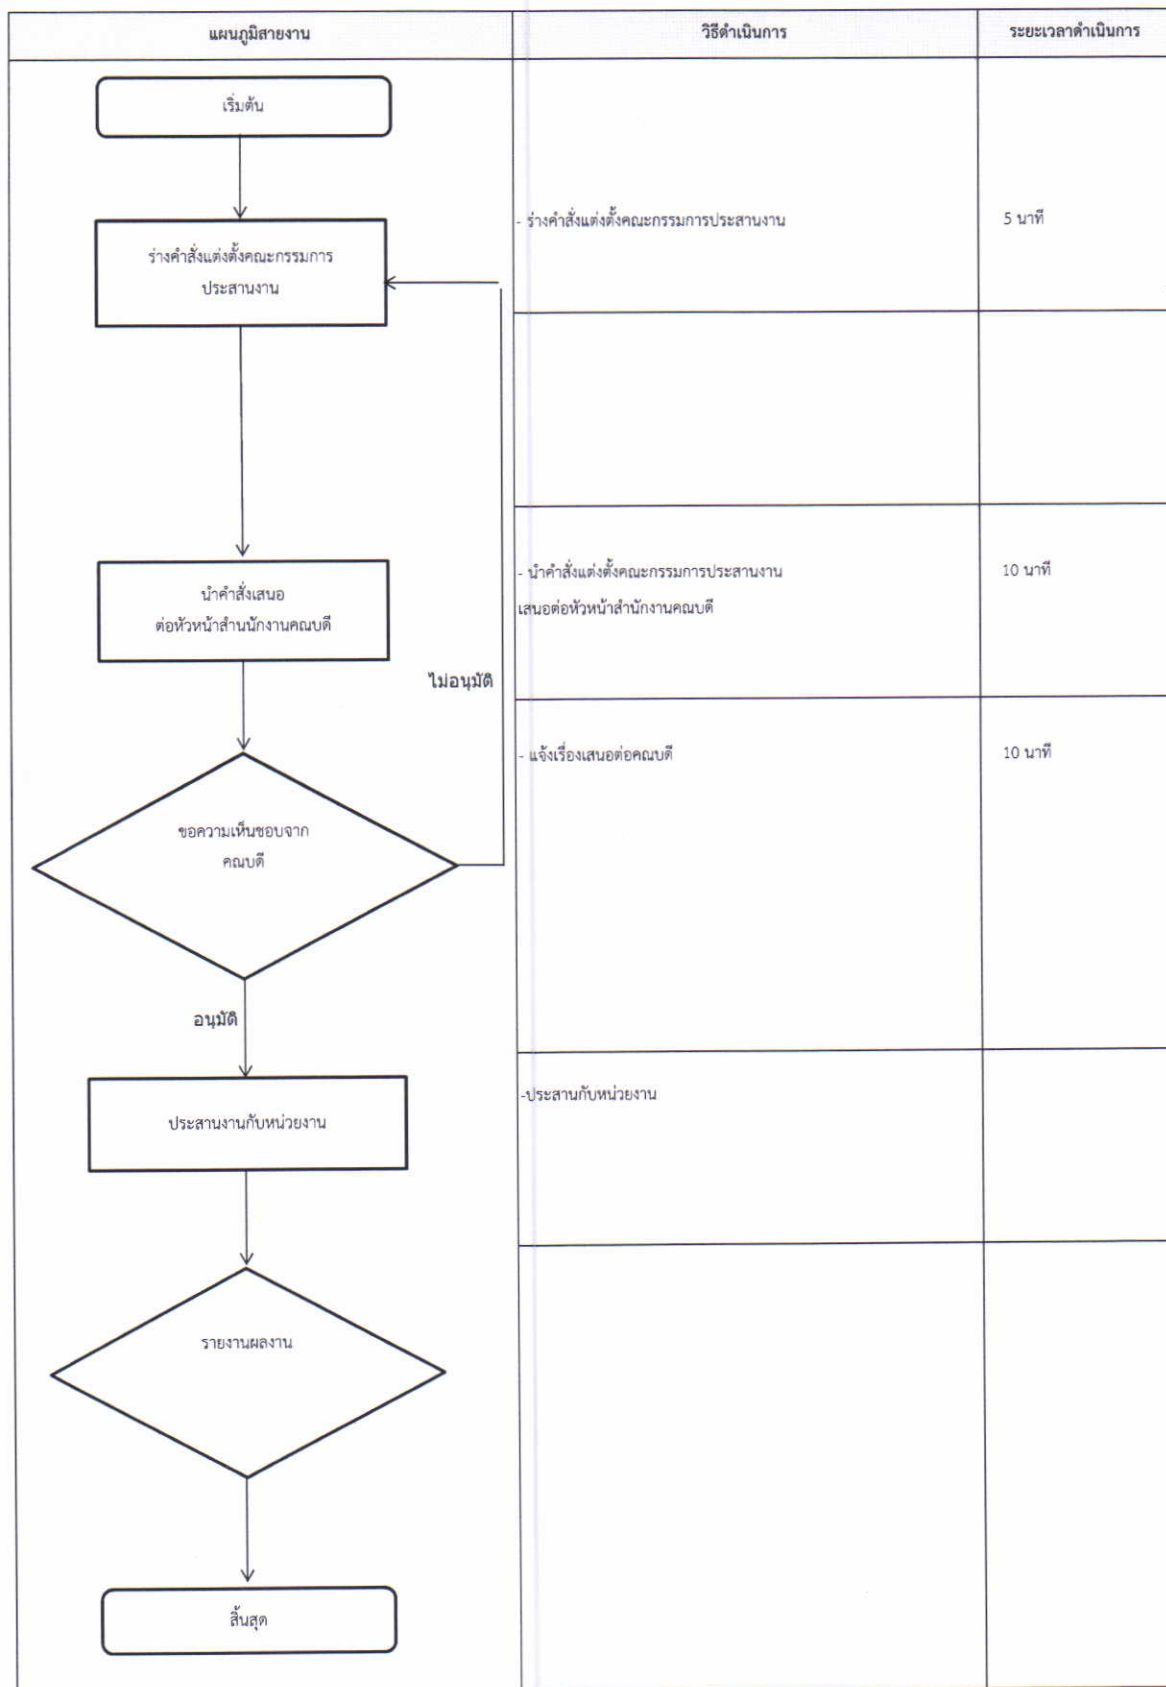 แผนภูมิสายงาน
วิธีดำเนินการ
ระยะเวลาดำเนินการ
เริ่มต้น
ร่างคำสั่งแต่งตั้งคณะกรรมการ
ประสานงาน
- ร่างคำสั่งแต่งตั้งคณะกรรมการประสานงาน
5 นาที
นำคำสั่งเสนอ
ต่อหัวหน้าสำนนักงานคณบดี
- นำคำสั่งแต่งตั้งคณะกรรมการประสานงาน
เสนอต่อหัวหน้าสำนักงานคณบดี
10 นาที
ไม่อนุมัติ
ขอความเห็นชอบจาก
คณบดี
- แจ้งเรื่องเสนอต่อคณบดี
10 นาที
อนุมัติ
ประสานงานกับหน่วยงาน
-ประสานกับหน่วยงาน
รายงานผลงาน
สิ้นสุด